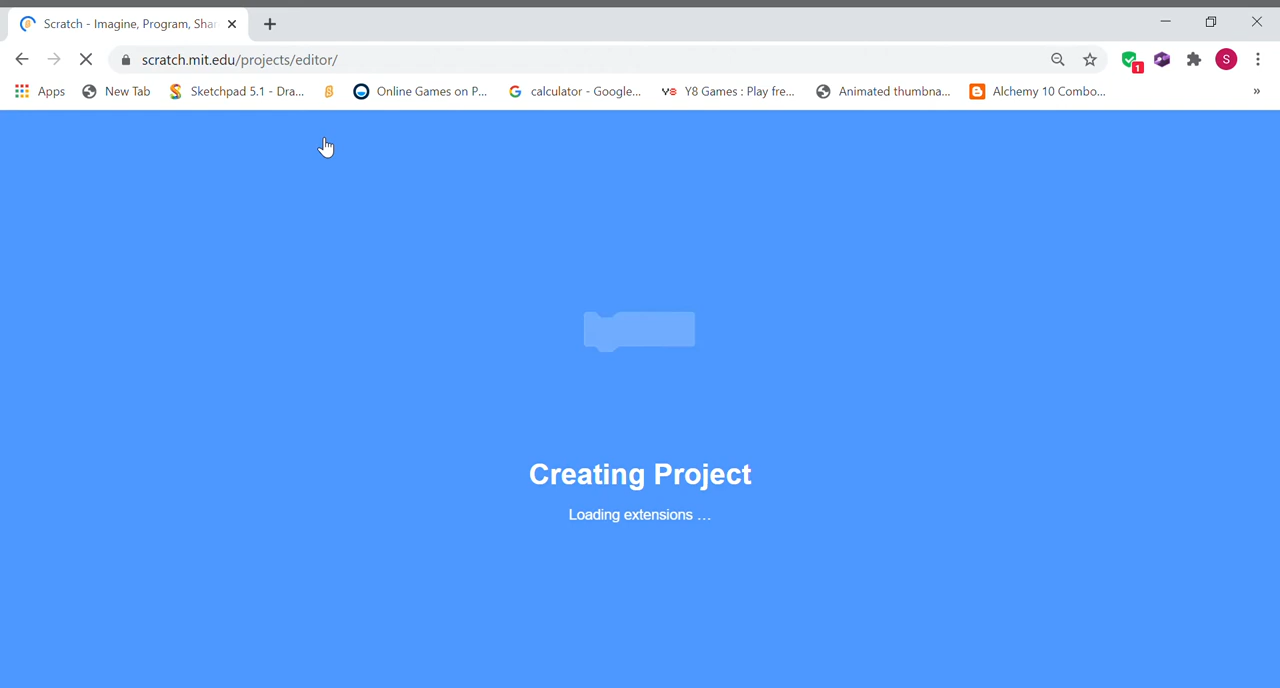 Scratch - Imagine, Program, Shar
scratch.mit.edu/projects/editor/
1
S
Apps
New Tab
Sketchpad 5.1 - Dra...
Online Games on P...
calculator - Google...
Y8 Games : Play fre...
Animated thumbna...
Alchemy 10 Combo...
»
Creating Project
Loading extensions …